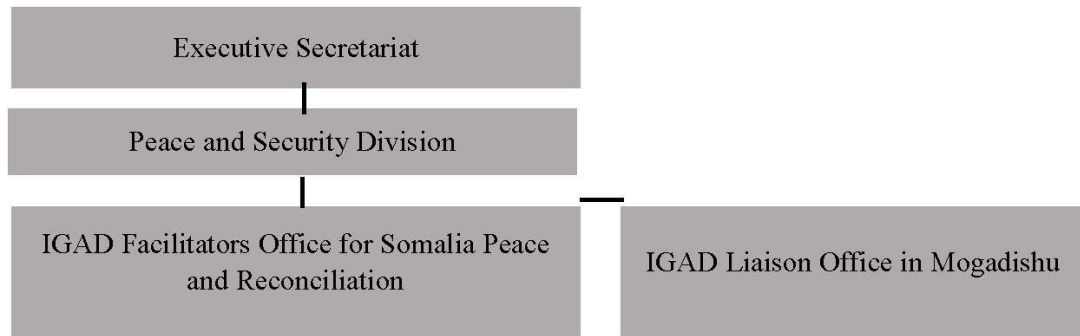 Executive Secretariat
Peace and Security Division
IGAD Facilitators Office for Somalia Peace
and Reconciliation
IGAD Liaison Office in Mogadishu